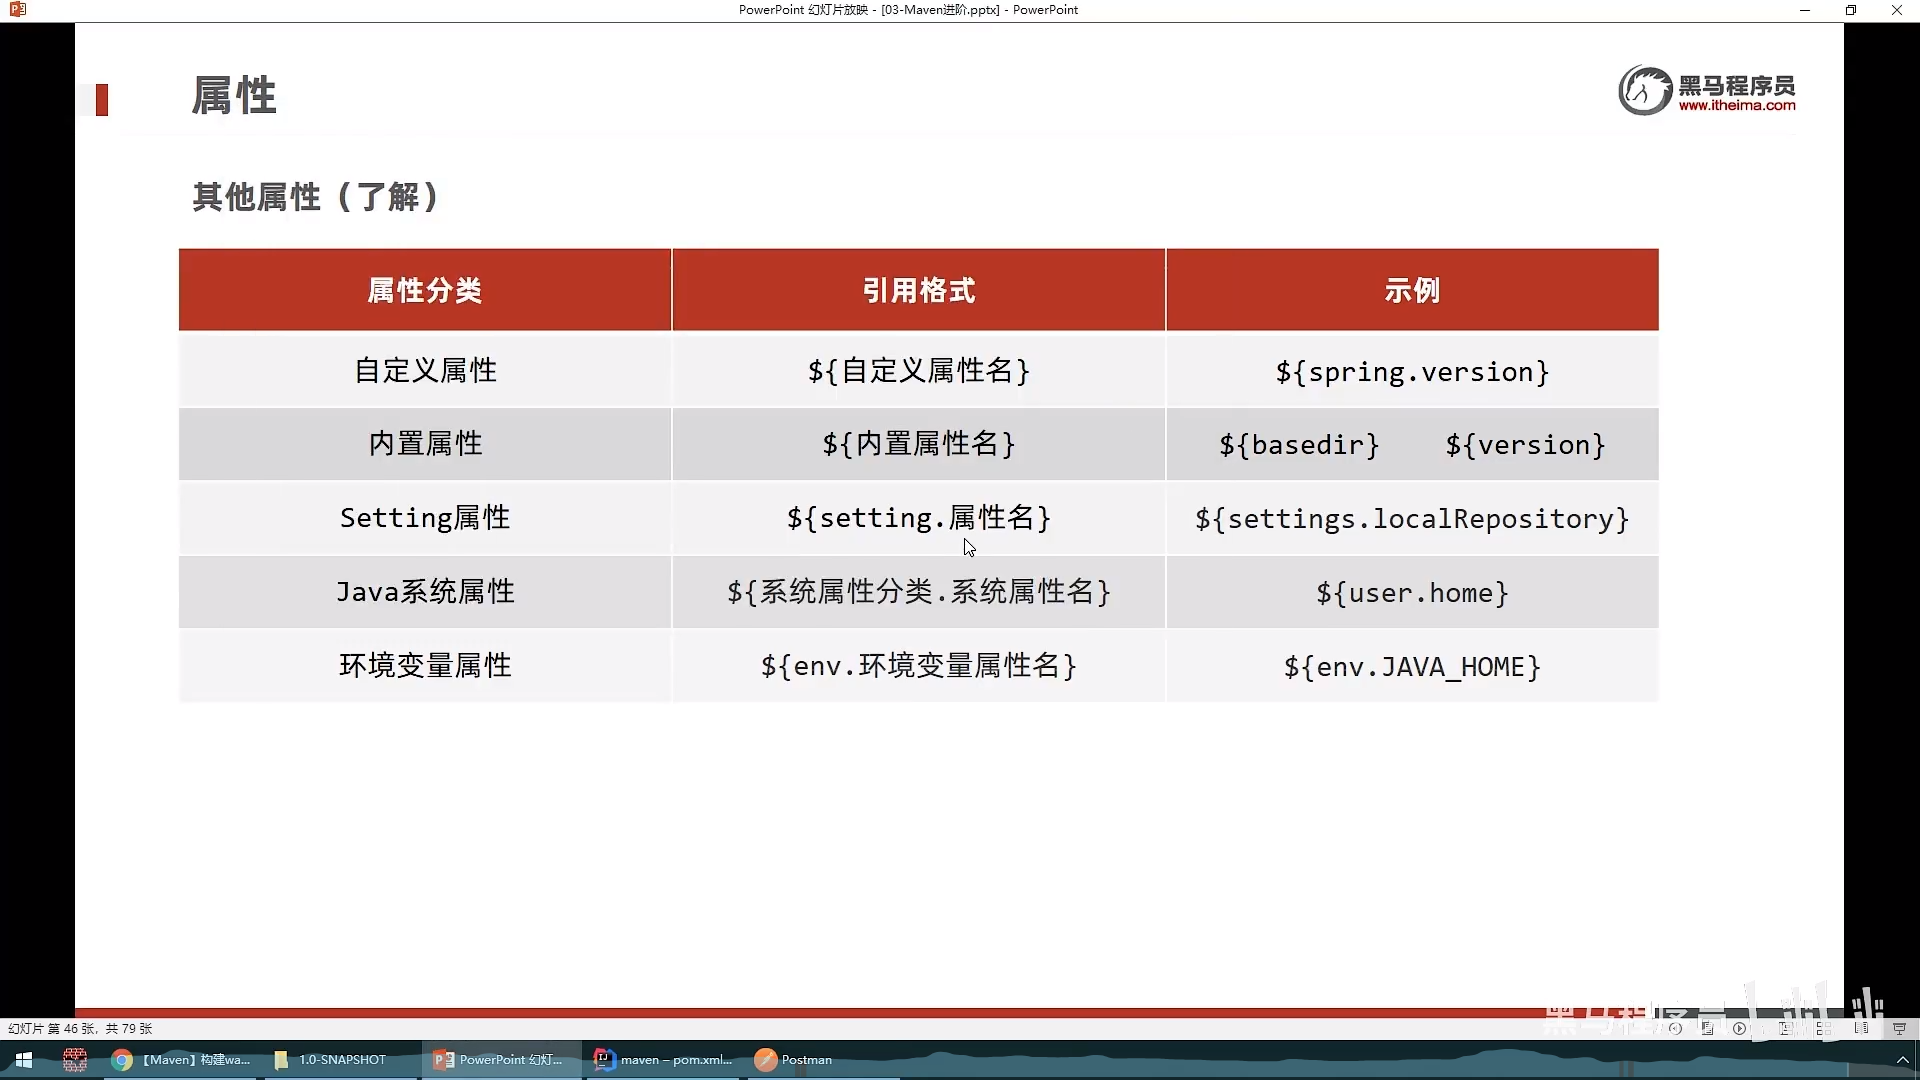 PowerPoint 幻灯片放映 - [03-Maven进阶.pptx] - PowerPoint
属性
黑马程序员
www.itheima.com
其他属性（了解）
属性分类 引用格式 示例
自定义属性 ${自定义属性名} ${spring.version}
内置属性 ${内置属性名} ${basedir} ${version}
Setting属性 ${setting.属性名} ${settings.localRepository}
Java系统属性 ${系统属性分类.系统属性名} ${user.home}
环境变量属性 ${env.环境变量属性名} ${env.JAVA_HOME}
幻灯片 第 46 张，共 79 张
【Maven】构建wa... 1.0-SNAPSHOT PowerPoint 幻灯... maven – pom.xml... Postman